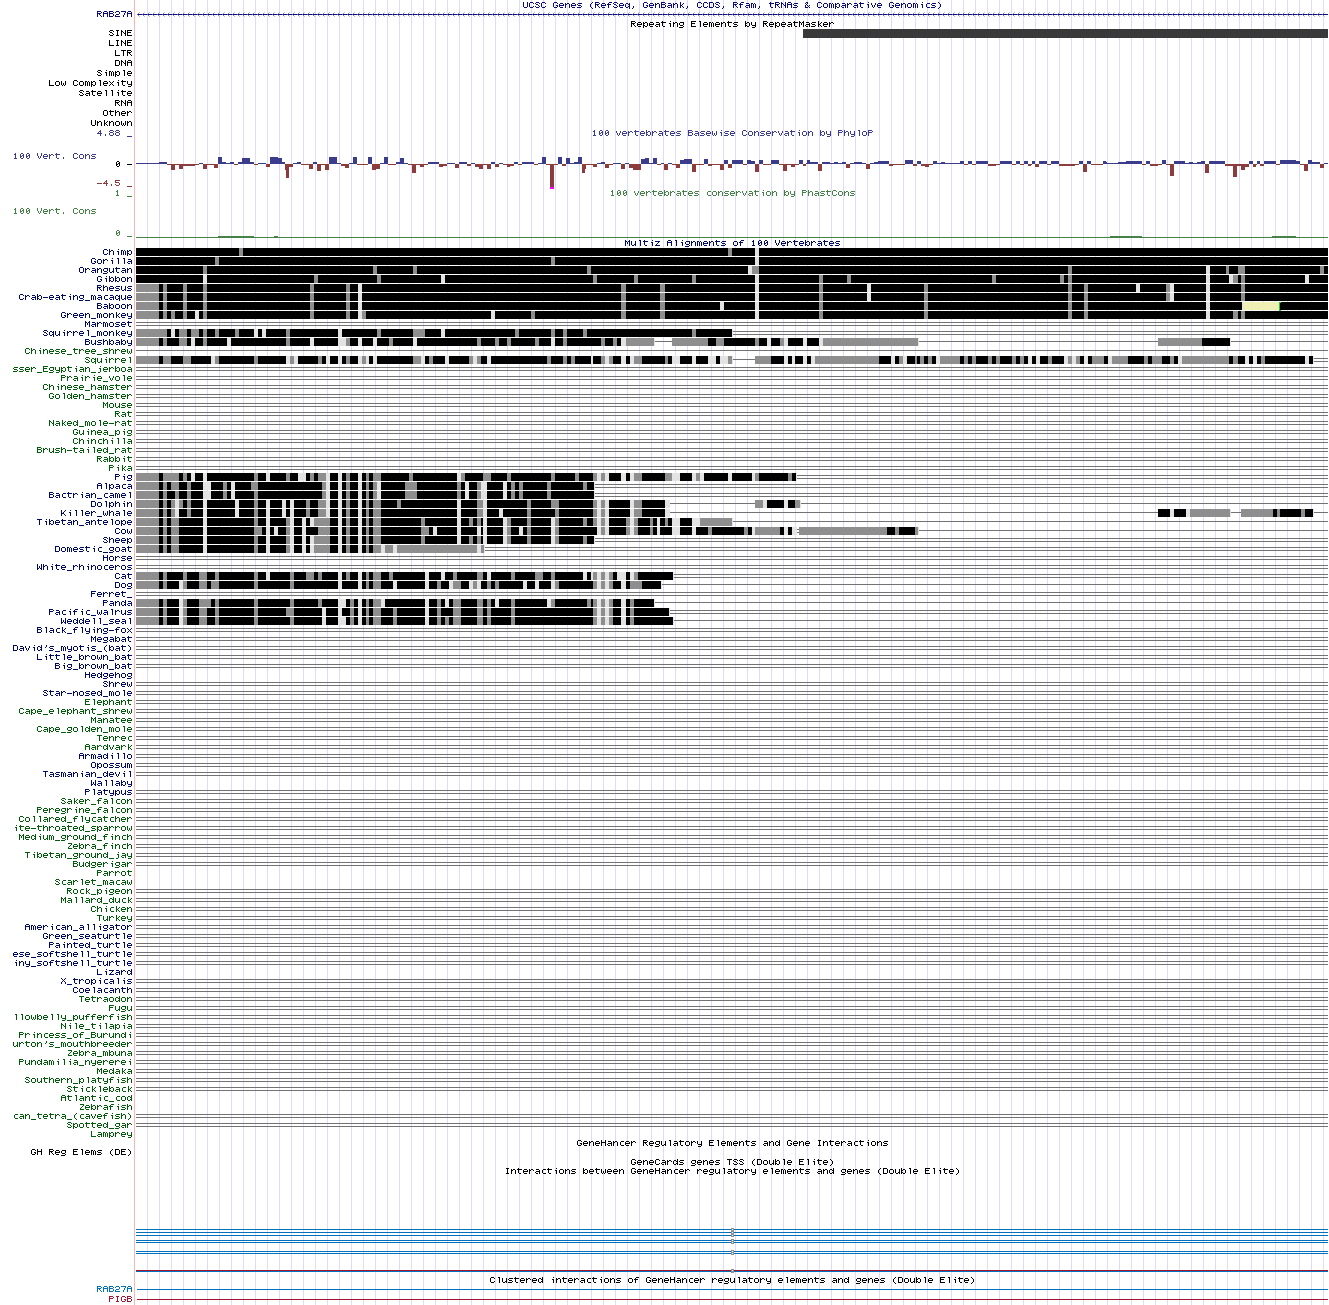 UCSC Genes (RefSeq, GenBank, CCDS, Rfam, tRNAs & Comparative Genomics)
RAB27A
Repeating Elements by RepeatMasker
SINE
LINE
LTR
DNA
Simple
Low Complexity
Satellite
RNA
Other
Unknown
4.88 _
100 vertebrates Basewise Conservation by PhyloP
100 Vert. Cons
0 _
-4.5 _
1 _
100 vertebrates conservation by PhastCons
100 Vert. Cons
0 _
Multiz Alignments of 100 Vertebrates
Chimp
Gorilla
Orangutan
Gibbon
Rhesus
Crab-eating_macaque
Baboon
Green_monkey
Marmoset
Squirrel_monkey
Bushbaby
Chinese_tree_shrew
Squirrel
sser_Egyptian_jerboa
Prairie_vole
Chinese_hamster
Golden_hamster
Mouse
Rat
Naked_mole-rat
Guinea_pig
Chinchilla
Brush-tailed_rat
Rabbit
Pika
Pig
Alpaca
Bactrian_camel
Dolphin
Killer_whale
Tibetan_antelope
Cow
Sheep
Domestic_goat
Horse
White_rhinoceros
Cat
Dog
Ferret_
Panda
Pacific_walrus
Weddell_seal
Black_flying-fox
Megabat
David's_myotis_(bat)
Little_brown_bat
Big_brown_bat
Hedgehog
Shrew
Star-nosed_mole
Elephant
Cape_elephant_shrew
Manatee
Cape_golden_mole
Tenrec
Aardvark
Armadillo
Opossum
Tasmanian_devil
Wallaby
Platypus
Saker_falcon
Peregrine_falcon
Collared_flycatcher
ite-throated_sparrow
Medium_ground_finch
Zebra_finch
Tibetan_ground_jay
Budgerigar
Parrot
Scarlet_macaw
Rock_pigeon
Mallard_duck
Chicken
Turkey
American_alligator
Green_seaturtle
Painted_turtle
ese_softshell_turtle
iny_softshell_turtle
Lizard
X_tropicalis
Coelacanth
Tetraodon
Fugu
llowbelly_pufferfish
Nile_tilapia
Princess_of_Burundi
urton's_mouthbreeder
Zebra_mbuna
Pundamilia_nyererei
Medaka
Southern_platyfish
Stickleback
Atlantic_cod
Zebrafish
can_tetra_(cavefish)
Spotted_gar
Lamprey
GeneHancer Regulatory Elements and Gene Interactions
GH Reg Elems (DE)
GeneCards genes TSS (Double Elite)
Interactions between GeneHancer regulatory elements and genes (Double Elite)
Clustered interactions of GeneHancer regulatory elements and genes (Double Elite)
RAB27A
PIGB